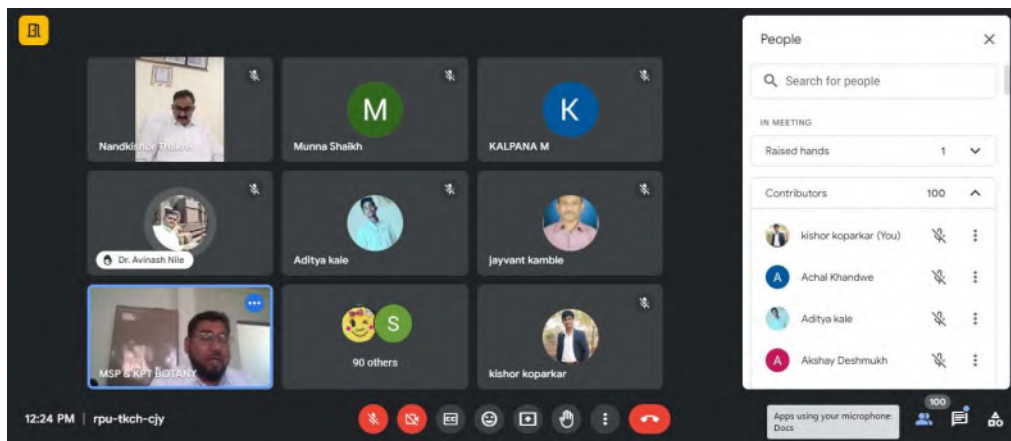 Nandkishor Thakre
M
Munna Shaikh
K
KALPANA M
Dr. Avinash Nile
Aditya kale
jayvant kamble
MSP & KPT BOTANY
S
90 others
kishor koparkar
12:24 PM | rpu-tkch-cjy
CC
People
Search for people
IN MEETING
Raised hands 1
Contributors 100
kishor koparkar (You)
A Achal Khandwe
Aditya kale
A Akshay Deshmukh
Apps using your microphone:
Docs
100